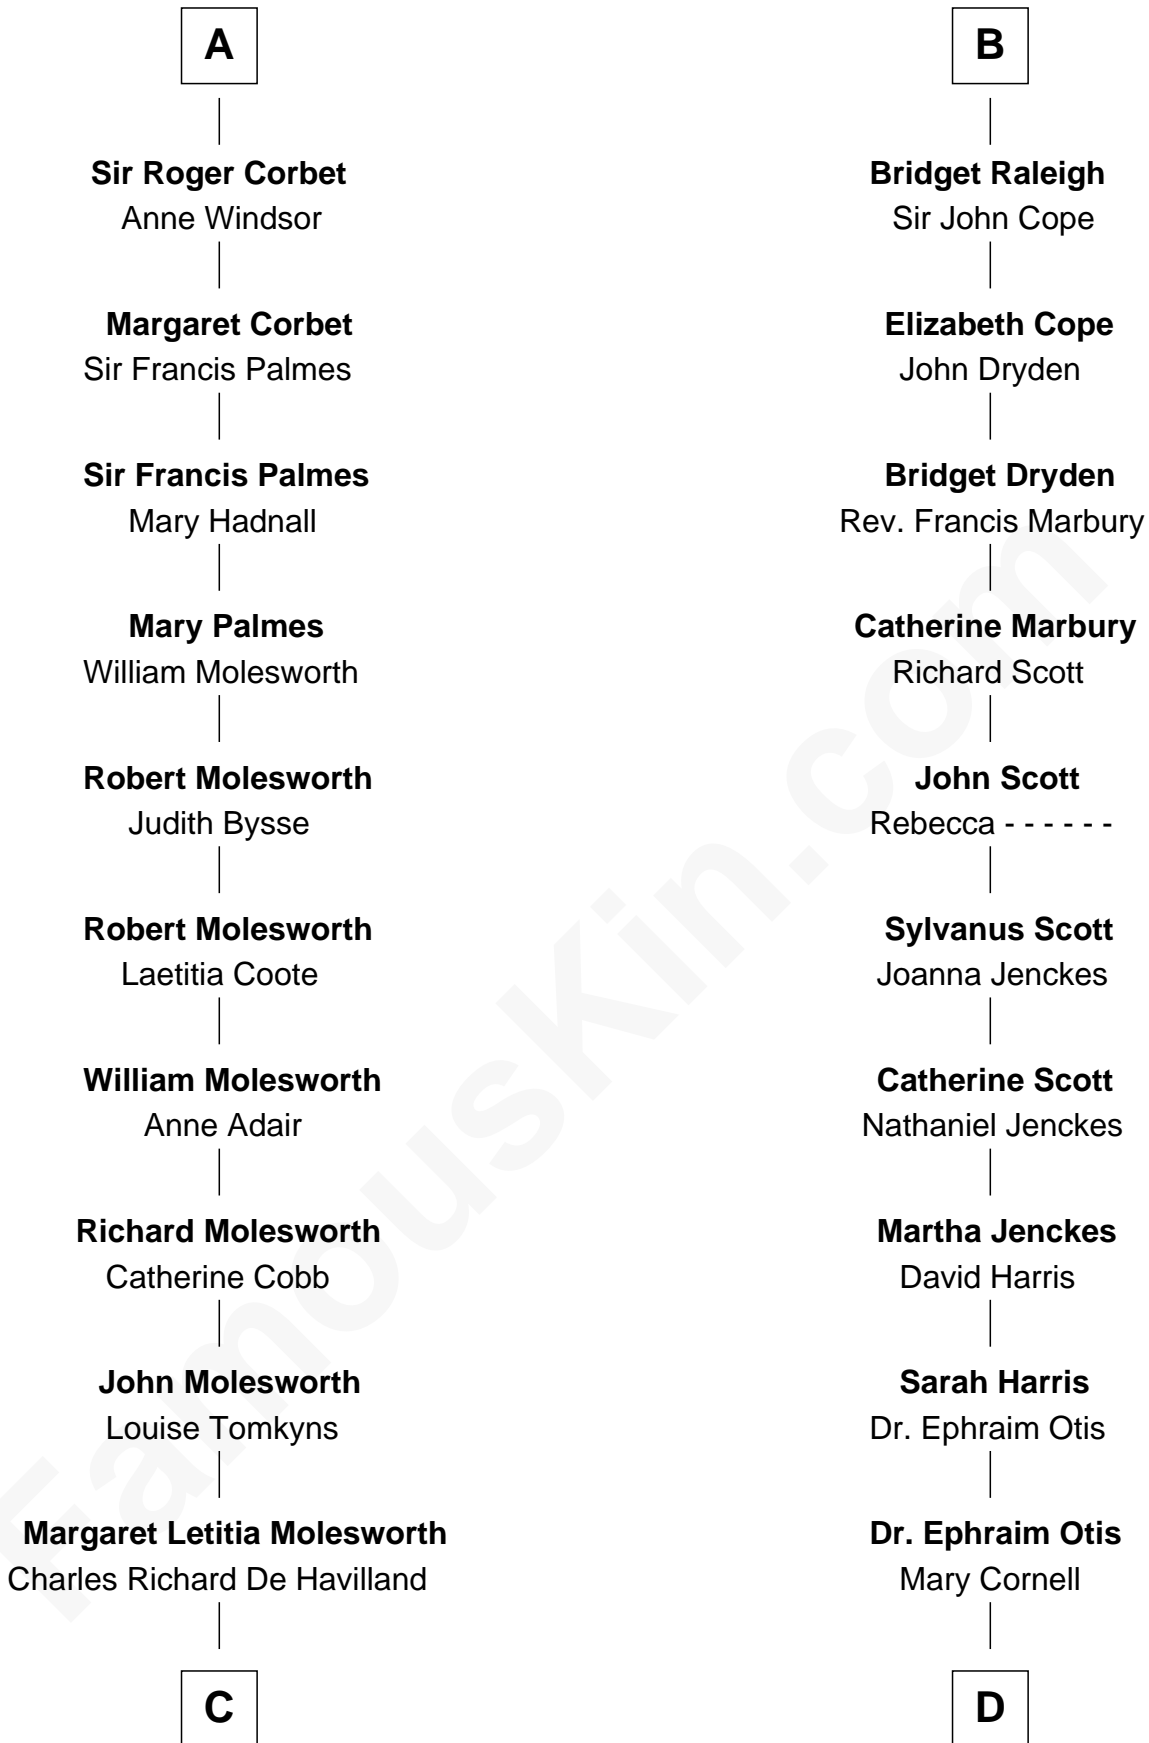 A
Sir Roger Corbet
Anne Windsor
Margaret Corbet
Sir Francis Palmes
Sir Francis Palmes
Mary Hadnall
Mary Palmes
William Molesworth
Robert Molesworth
Judith Bysse
Robert Molesworth
Laetitia Coote
William Molesworth
Anne Adair
Richard Molesworth
Catherine Cobb
John Molesworth
Louise Tomkyns
Margaret Letitia Molesworth
Charles Richard De Havilland
C
B
Bridget Raleigh
Sir John Cope
Elizabeth Cope
John Dryden
Bridget Dryden
Rev. Francis Marbury
Catherine Marbury
Richard Scott
John Scott
Rebecca - - - - - -
Sylvanus Scott
Joanna Jenckes
Catherine Scott
Nathaniel Jenckes
Martha Jenckes
David Harris
Sarah Harris
Dr. Ephraim Otis
Dr. Ephraim Otis
Mary Cornell
D
FamousKin.com